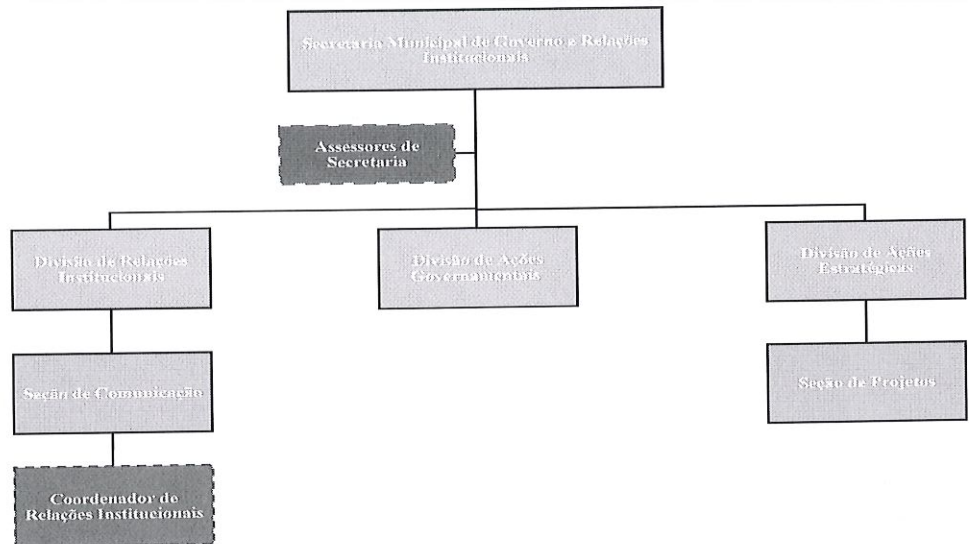 Secretaria Municipal de Governo e Relações
Institucionais
Assessores de
Secretaria
Divisão de Relações
Institucionais
Divisão de Ações
Governamentais
Divisão de Ações
Estratégicas
Seção de Comunicação
Seção de Projetos
Coordenador de
Relações Institucionais